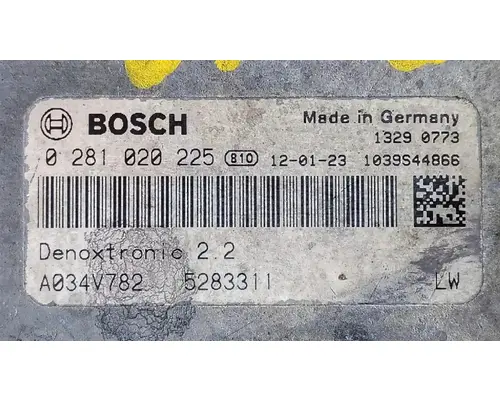 BOSCH Made in Germany
1329 0773
0 281 020 225 B10 12-01-23 1039S44866
Denoxtronic 2.2
A034V782 5283311 LW